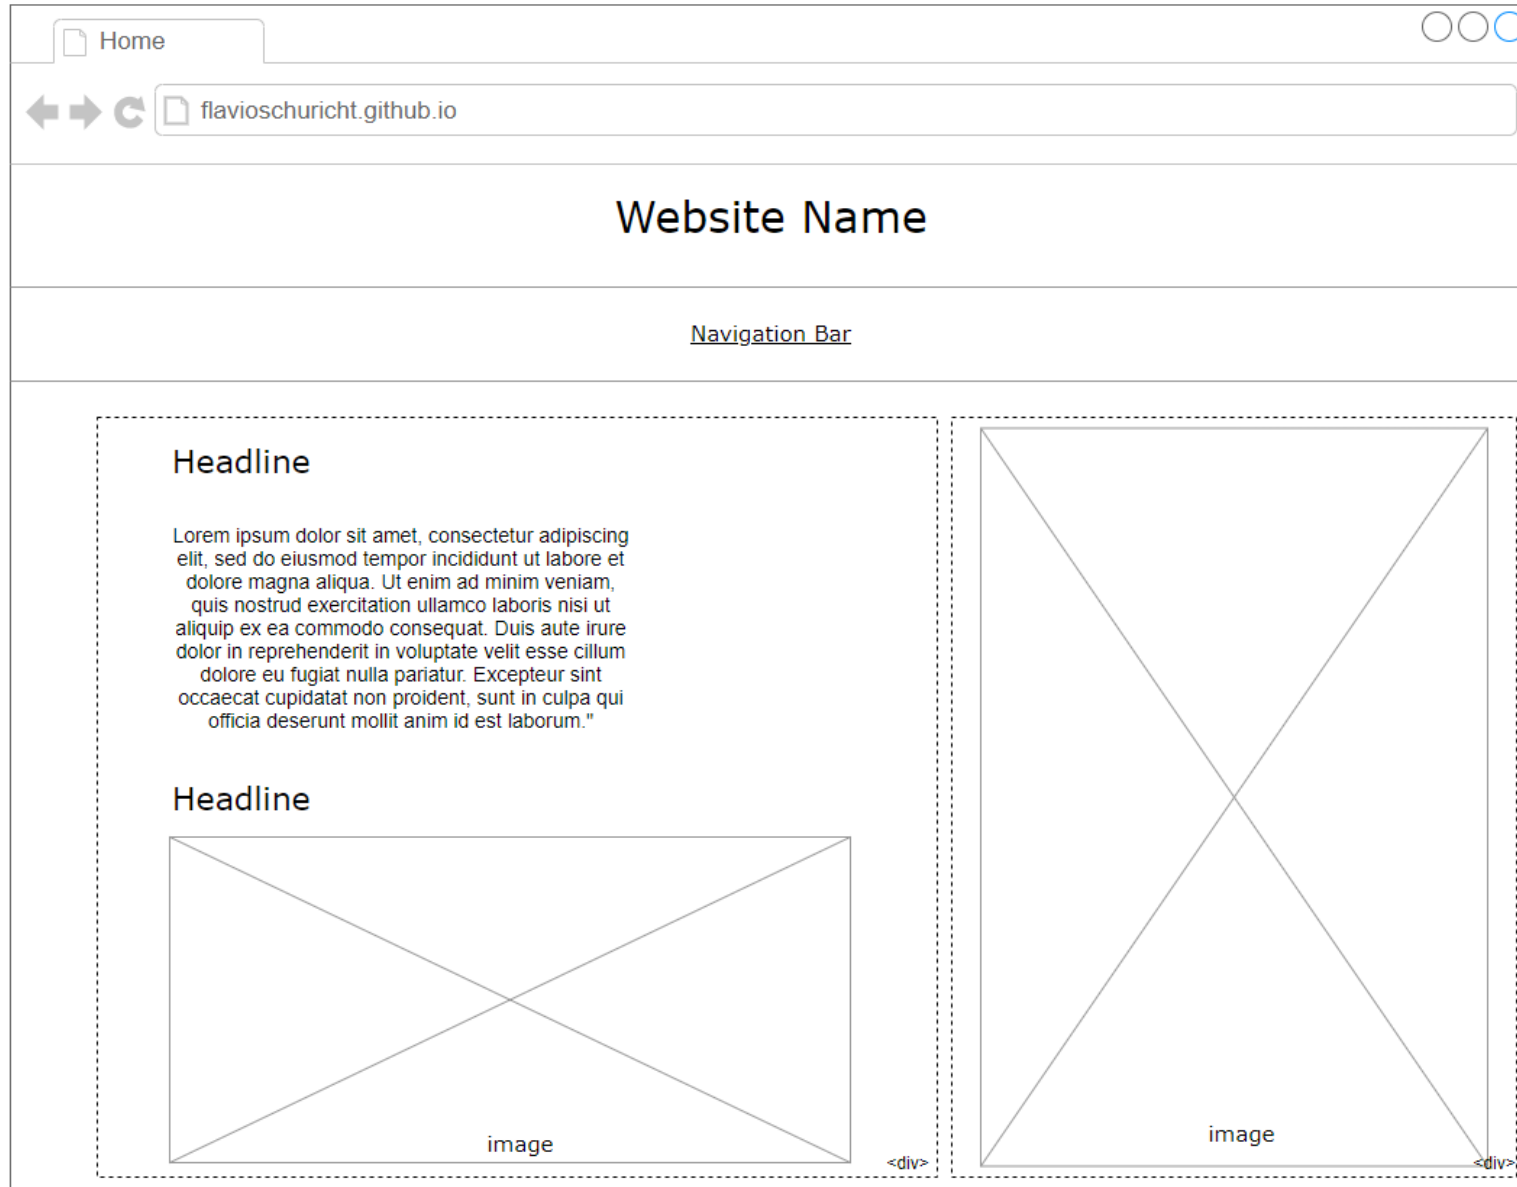 Home
flavioschuricht.github.io
Website Name
Navigation Bar
Headline
Lorem ipsum dolor sit amet, consectetur adipiscing
elit, sed do eiusmod tempor incididunt ut labore et
dolore magna aliqua. Ut enim ad minim veniam,
quis nostrud exercitation ullamco laboris nisi ut
aliquip ex ea commodo consequat. Duis aute irure
dolor in reprehenderit in voluptate velit esse cillum
dolore eu fugiat nulla pariatur. Excepteur sint
occaecat cupidatat non proident, sunt in culpa qui
officia deserunt mollit anim id est laborum."
Headline
image
<div>
image
<div>